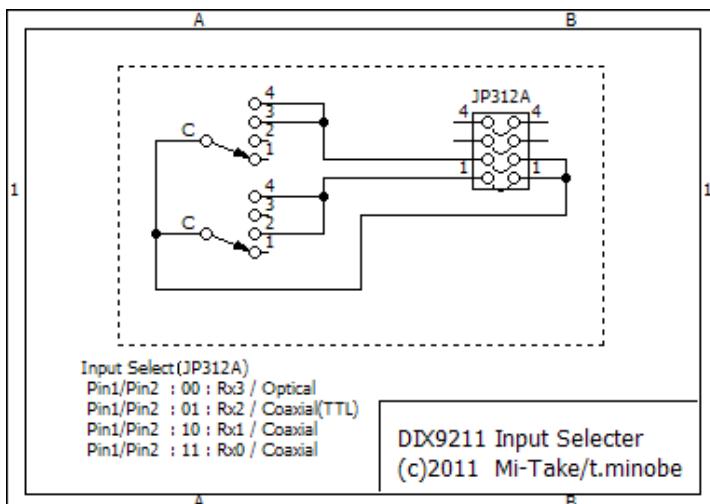 A B
JP312A
4
3
2
1
C
4 4
1 1
4
3
2
1
C
1 1
Input Select(JP312A)
Pin1/Pin2 : 00 : Rx3 / Optical
Pin1/Pin2 : 01 : Rx2 / Coaxial(TTL)
Pin1/Pin2 : 10 : Rx1 / Coaxial
Pin1/Pin2 : 11 : Rx0 / Coaxial
DIX9211 Input Selecter
(c)2011 Mi-Take/t.minobe
A B